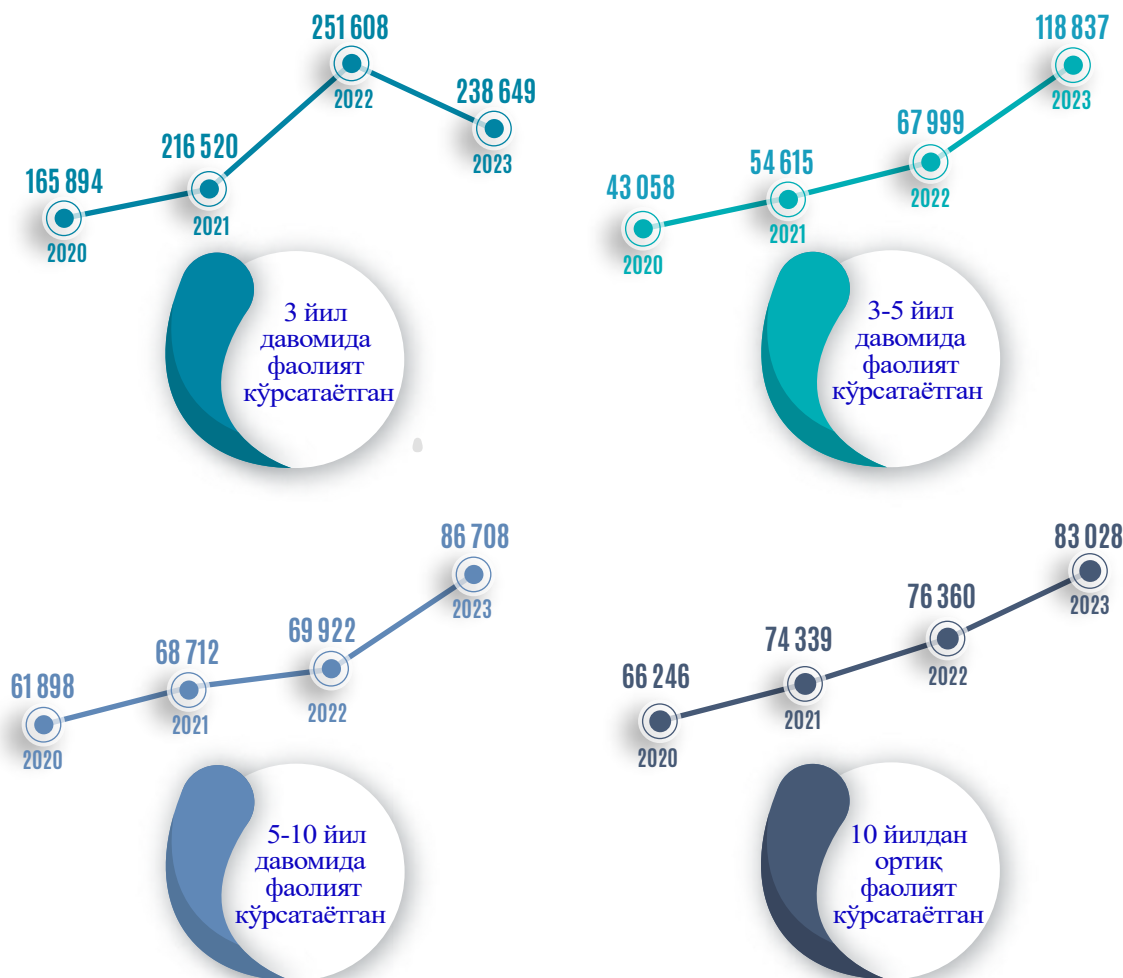 251 608
2022
238 649
2023
216 520
2021
165 894
2020
3 йил
давомида
фаолият
кўрсатаётган
118 837
2023
67 999
2022
54 615
2021
43 058
2020
3-5 йил
давомида
фаолият
кўрсатаётган
86 708
2023
69 922
2022
68 712
2021
61 898
2020
5-10 йил
давомида
фаолият
кўрсатаётган
83 028
2023
76 360
2022
74 339
2021
66 246
2020
10 йилдан
ортиқ
фаолият
кўрсатаётган